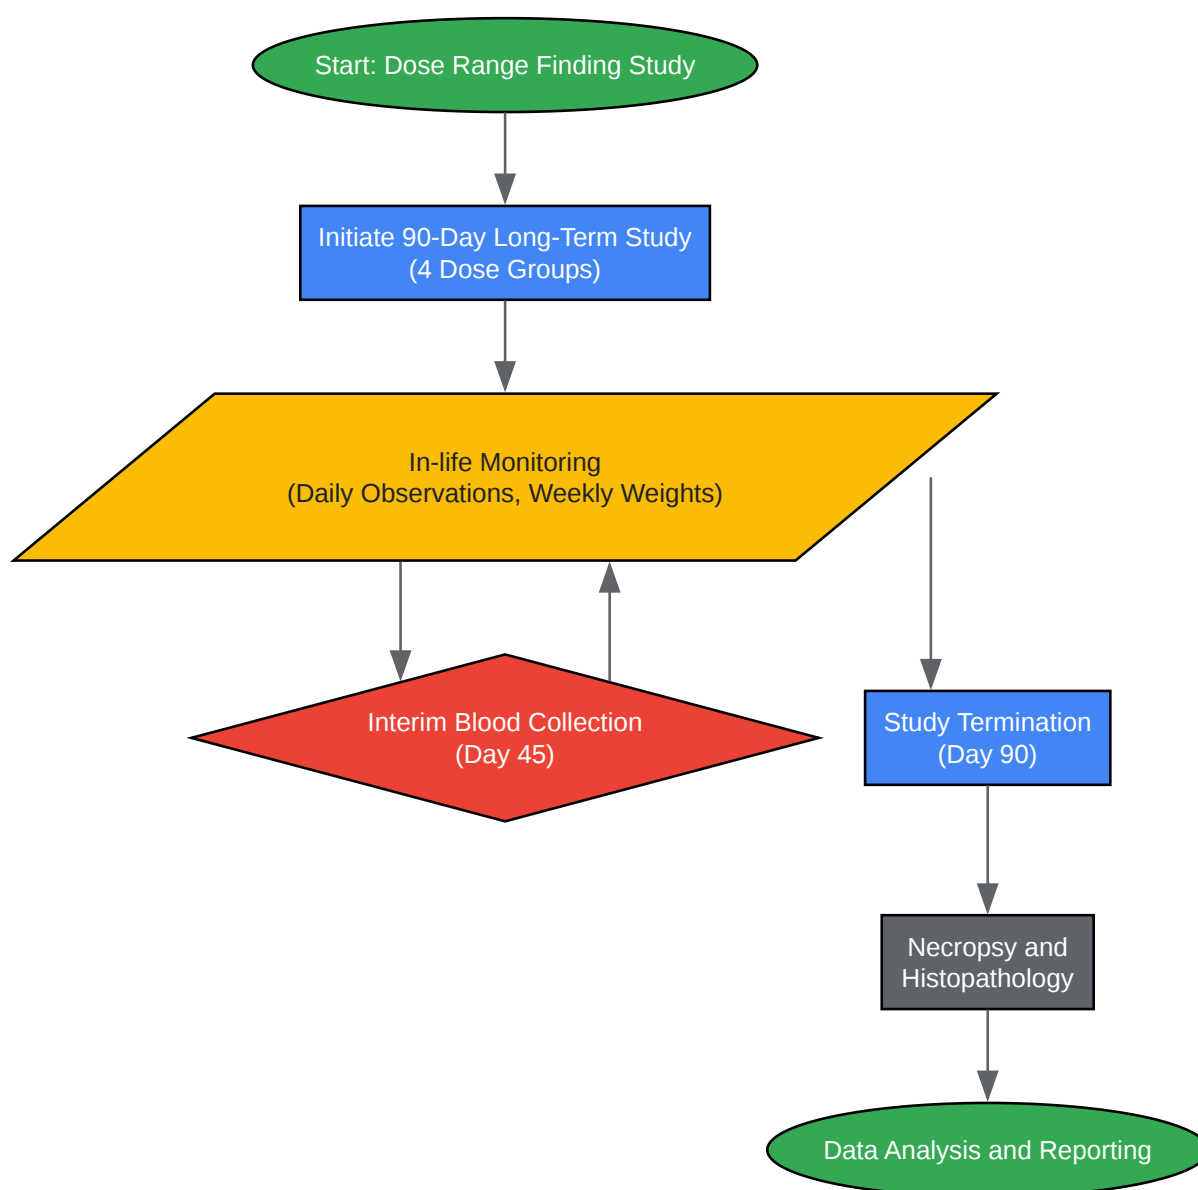 Start: Dose Range Finding Study
Initiate 90-Day Long-Term Study
(4 Dose Groups)
In-life Monitoring
(Daily Observations, Weekly Weights)
Interim Blood Collection
(Day 45)
Study Termination
(Day 90)
Necropsy and
Histopathology
Data Analysis and Reporting